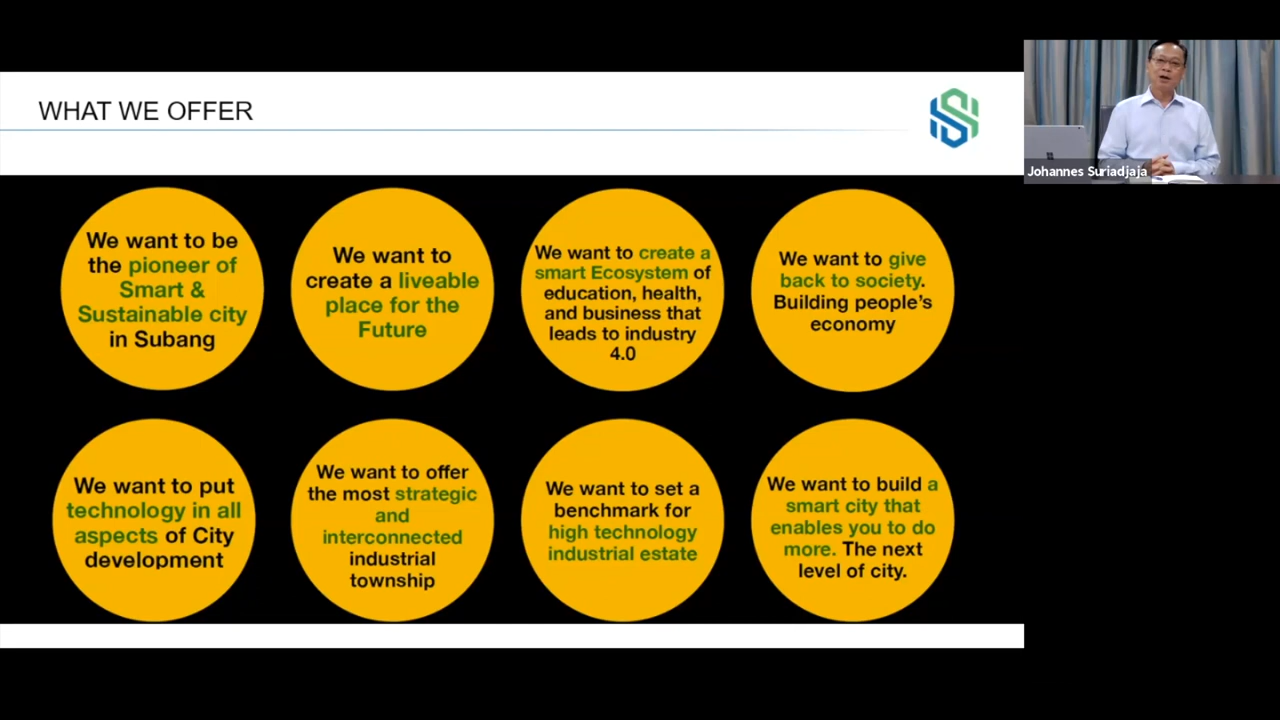 WHAT WE OFFER
Johannes Suriadjaja
We want to be
the pioneer of
Smart &
Sustainable city
in Subang
We want to
create a liveable
place for the
Future
We want to create a
smart Ecosystem of
education, health,
and business that
leads to industry
4.0
We want to give
back to society.
Building people's
economy
We want to put
technology in all
aspects of City
development
We want to offer
the most strategic
and
interconnected
industrial
township
We want to set a
benchmark for
high technology
industrial estate
We want to build a
smart city that
enables you to do
more. The next
level of city.